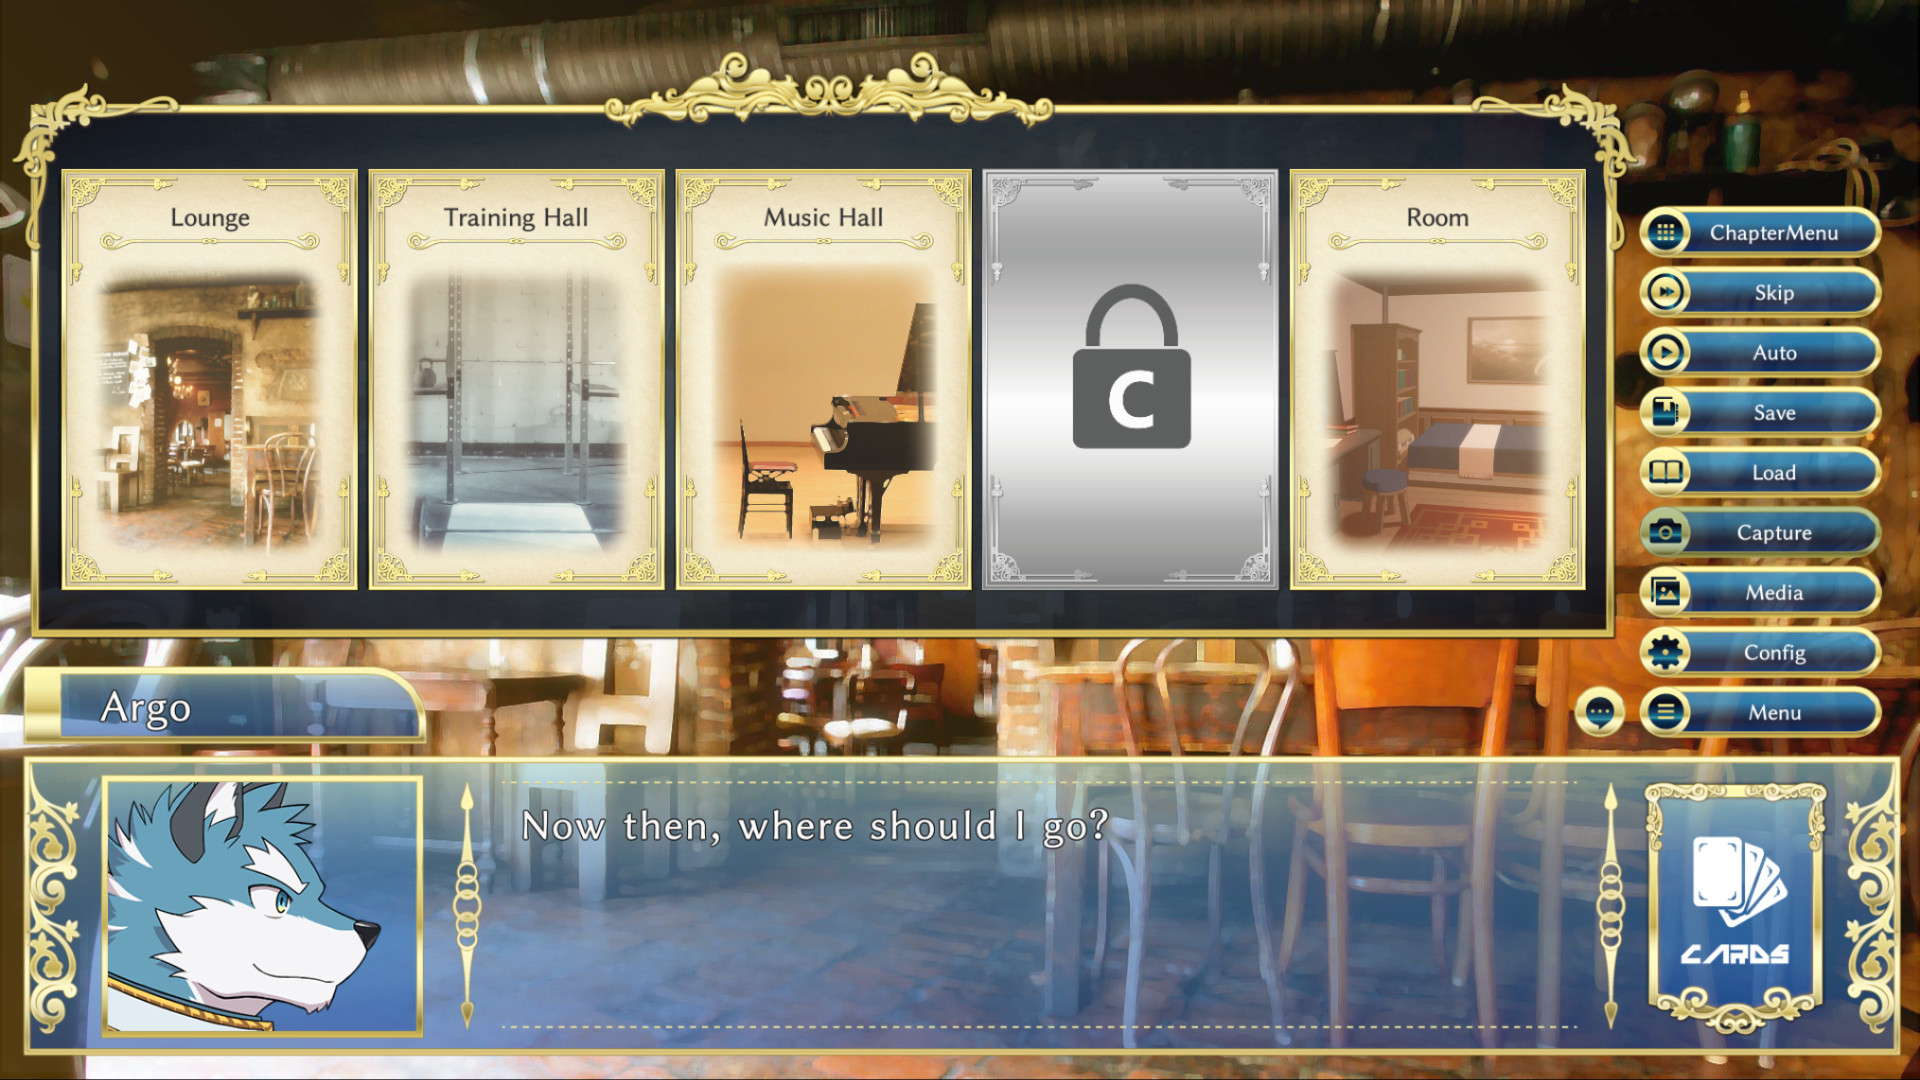 Lounge
Training Hall
Music Hall
C
Room
ChapterMenu
Skip
Auto
Save
Load
Capture
Media
Config
Menu
Argo
Now then, where should I go?
CARDS